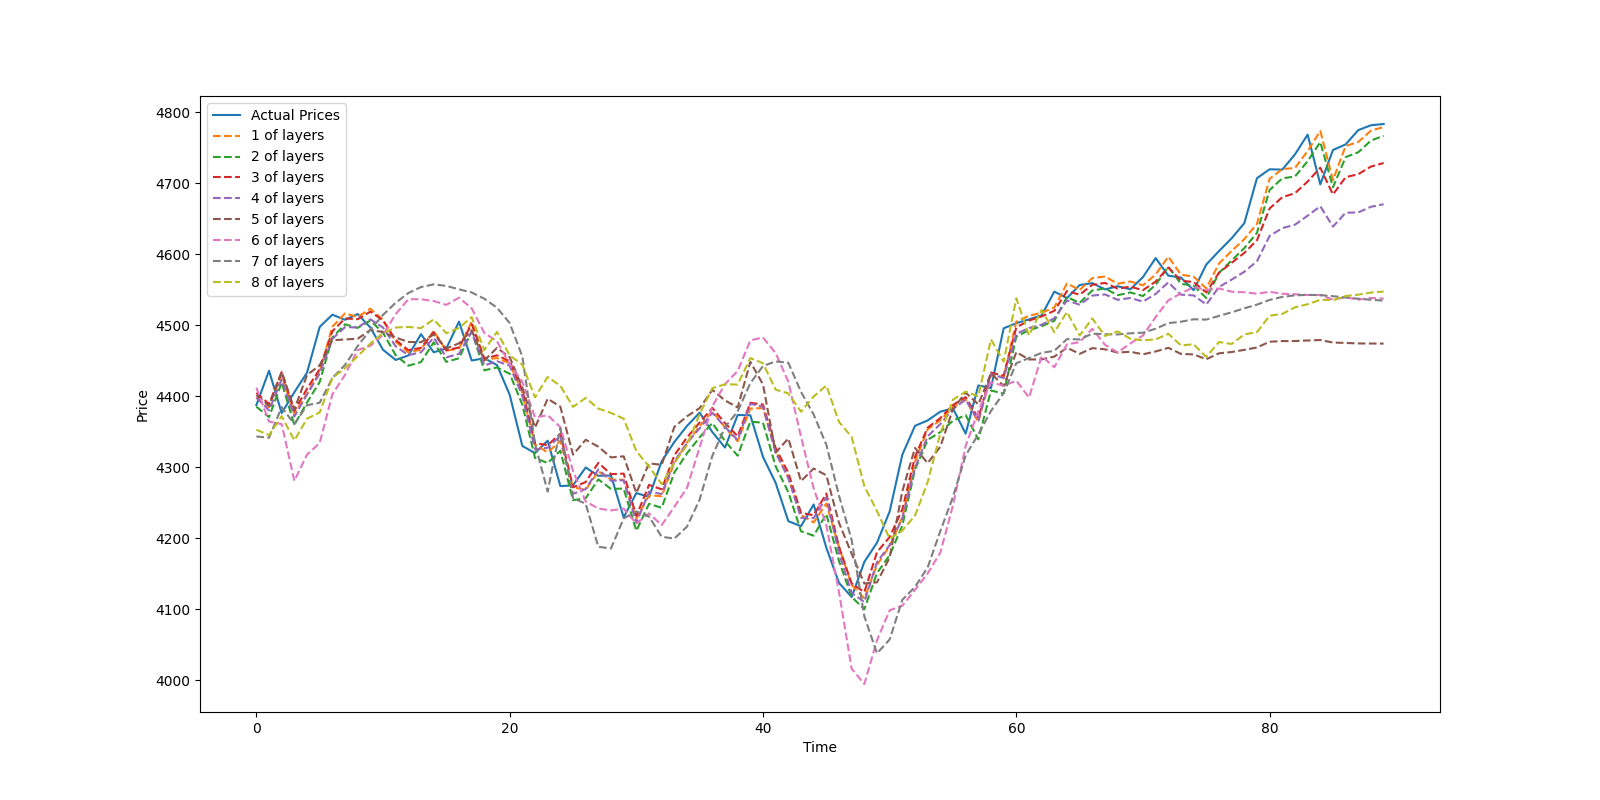 Actual Prices
1 of layers
2 of layers
3 of layers
4 of layers
5 of layers
6 of layers
7 of layers
8 of layers
4800
4700
4600
4500
4400
4300
4200
4100
4000
Price
0 20 40 60 80
Time